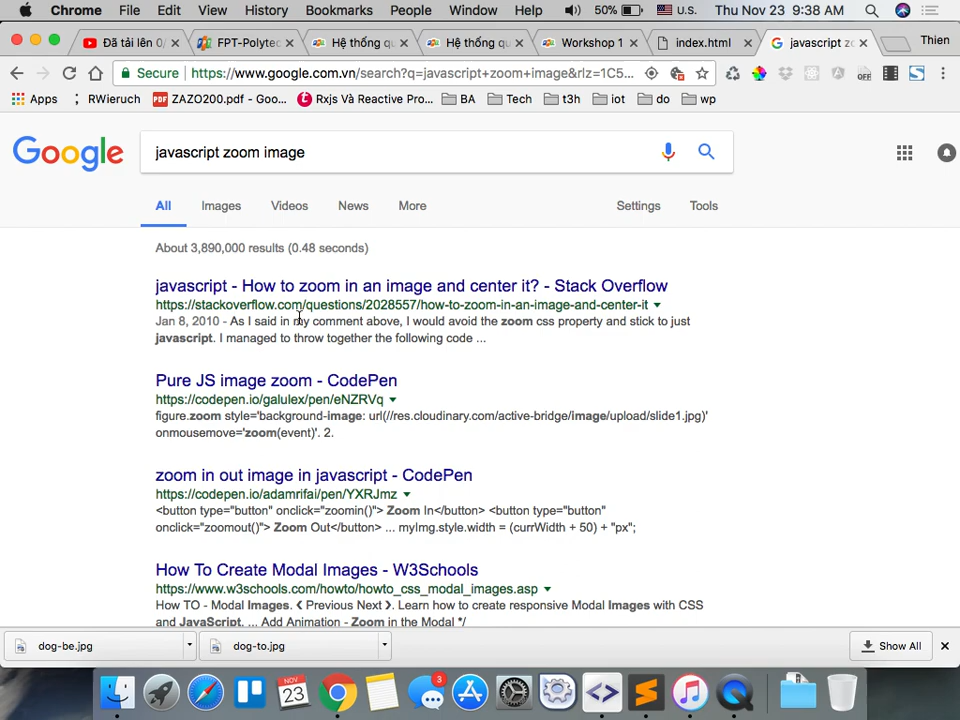 Chrome File Edit View History Bookmarks People Window Help 50% U.S. Thu Nov 23 9:38 AM
Đã tải lên 0/ FPT-Polytec Hệ thống qu Hệ thống qu Workshop 1 index.html javascript zo Thien
Secure https://www.google.com.vn/search?q=javascript+zoom+image&rlz=1C5... OFF
Apps RWieruch ZAZO200.pdf - Goo... Rxjs Và Reactive Pro... BA Tech t3h iot do wp
Google javascript zoom image
All Images Videos News More Settings Tools
About 3,890,000 results (0.48 seconds)
javascript - How to zoom in an image and center it? - Stack Overflow
https://stackoverflow.com/questions/2028557/how-to-zoom-in-an-image-and-center-it
Jan 8, 2010 - As I said in my comment above, I would avoid the zoom css property and stick to just
javascript. I managed to throw together the following code ...
Pure JS image zoom - CodePen
https://codepen.io/galulex/pen/eNZRVq
figure.zoom style='background-image: url(//res.cloudinary.com/active-bridge/image/upload/slide1.jpg)'
onmousemove='zoom(event)'. 2.
zoom in out image in javascript - CodePen
https://codepen.io/adamrifai/pen/YXRJmz
<button type="button" onclick="zoomin()"> Zoom In</button> <button type="button"
onclick="zoomout()"> Zoom Out</button> ... myImg.style.width = (currWidth + 50) + "px";
How To Create Modal Images - W3Schools
https://www.w3schools.com/howto/howto_css_modal_images.asp
How TO - Modal Images. ❮ Previous Next ❯. Learn how to create responsive Modal Images with CSS
and JavaScript. ... Add Animation - Zoom in the Modal */
dog-be.jpg dog-to.jpg Show All
NOV 23 3